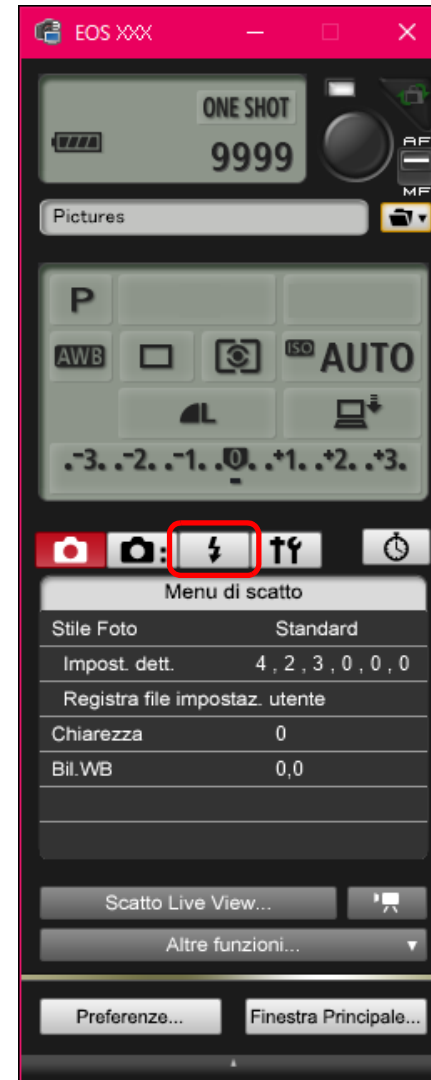 EOS XXX
ONE SHOT
9999
AF
MF
Pictures
P
AWB
ISO AUTO
L
.-3. .-2. .-1. .0. .+1. .+2. .+3.
Menu di scatto
Stile Foto Standard
Impost. dett. 4 , 2 , 3 , 0 , 0 , 0
Registra file impostaz. utente
Chiarezza 0
Bil.WB 0,0
Scatto Live View...
Altre funzioni...
Preferenze... Finestra Principale...